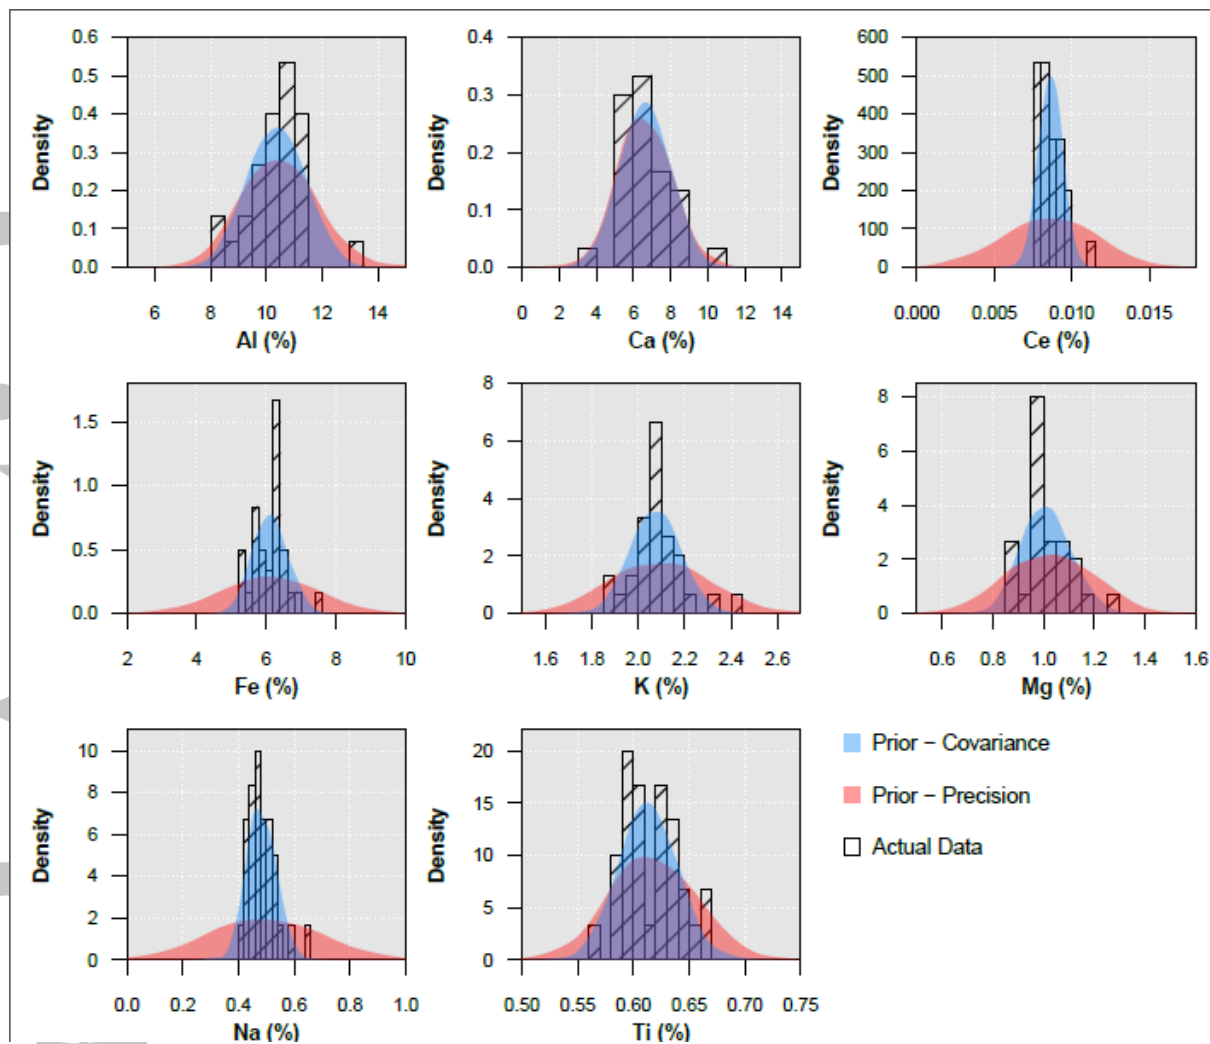 0.6
0.5
0.4
0.3
0.2
0.1
0.0
Density
6 8 10 12 14
Al (%)
0.4
0.3
0.2
0.1
0.0
Density
0 2 4 6 8 10 12 14
Ca (%)
600
500
400
300
200
100
0
Density
0.000 0.005 0.010 0.015
Ce (%)
1.5
1.0
0.5
0.0
Density
2 4 6 8 10
Fe (%)
8
6
4
2
0
Density
1.6 1.8 2.0 2.2 2.4 2.6
K (%)
8
6
4
2
0
Density
0.6 0.8 1.0 1.2 1.4 1.6
Mg (%)
10
8
6
4
2
0
Density
0.0 0.2 0.4 0.6 0.8 1.0
Na (%)
20
15
10
5
0
Density
0.50 0.55 0.60 0.65 0.70 0.75
Ti (%)
Prior − Covariance
Prior − Precision
Actual Data